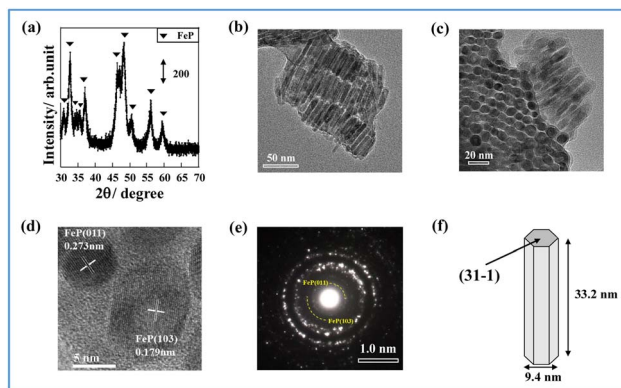 (a)
Intensity/ arb.unit
▼ FeP
200
30 35 40 45 50 55 60 65 70
2θ/ degree
(b)
50 nm
(c)
20 nm
(d)
FeP(011)
0.273nm
FeP(103)
0.179nm
5 nm
(e)
FeP(011)
FeP(103)
1.0 nm
(f)
(31-1)
33.2 nm
9.4 nm